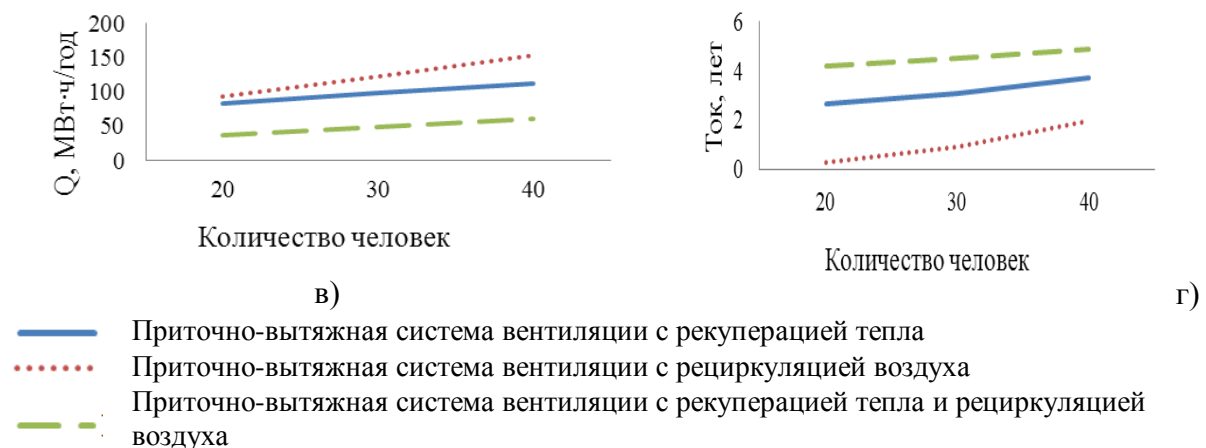 200
150
100
50
0
Q, МВт·ч/год
20 30 40
Количество человек
в)
6
4
2
0
Ток, лет
20 30 40
Количество человек
г)
Приточно-вытяжная система вентиляции с рекуперацией тепла
Приточно-вытяжная система вентиляции с рециркуляцией воздуха
Приточно-вытяжная система вентиляции с рекуперацией тепла и рециркуляцией
воздуха